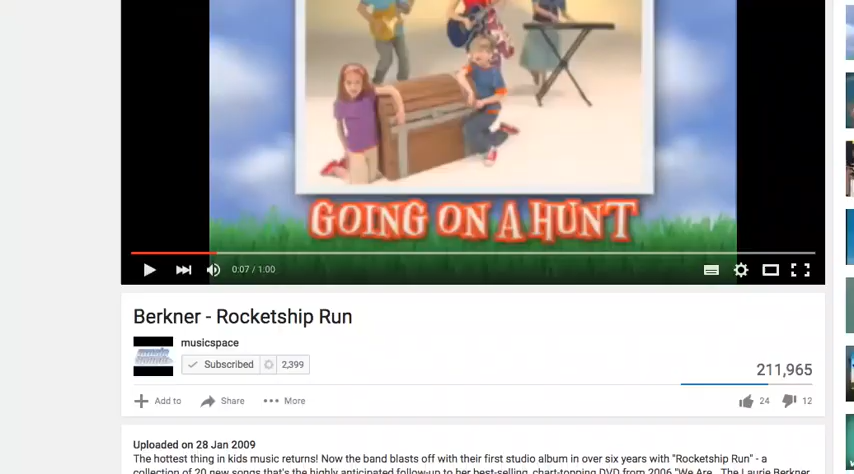 GOING ON A HUNT
0:07 / 1:00
Berkner - Rocketship Run
musicspace
Subscribed 2,399
211,965
Add to Share More 24 12
Uploaded on 28 Jan 2009
The hottest thing in kids music returns! Now the band blasts off with their first studio album in over six years with "Rocketship Run" - a
collection of 20 new songs that's the highly anticipated follow-up to her best-selling, chart-topping DVD from 2006 "We Are...The Laurie Berkner